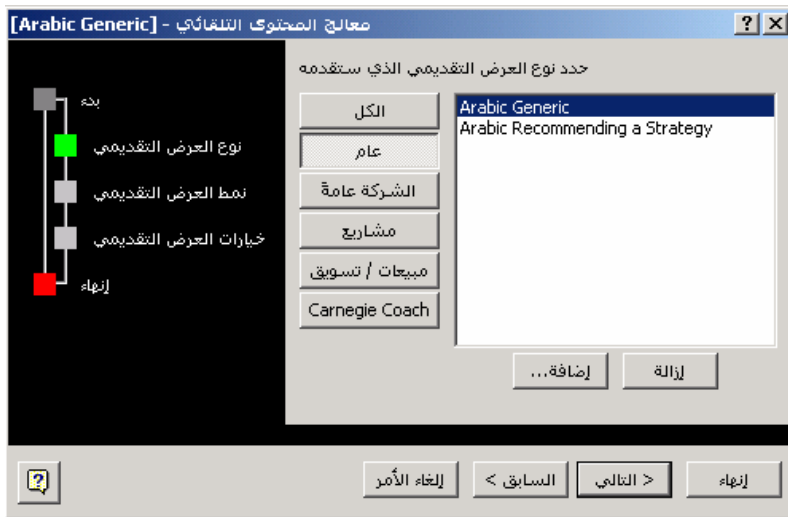 معالج المحتوى التلقائي - [Arabic Generic]
حدد نوع العرض التقديمي الذي ستقدمه
بدء
نوع العرض التقديمي
نمط العرض التقديمي
خيارات العرض التقديمي
إنهاء
الكل
عام
الشركة عامةً
مشاريع
مبيعات / تسويق
Carnegie Coach
Arabic Generic
Arabic Recommending a Strategy
إضافة...
إزالة
إلغاء الأمر
< السابق
التالي >
إنهاء